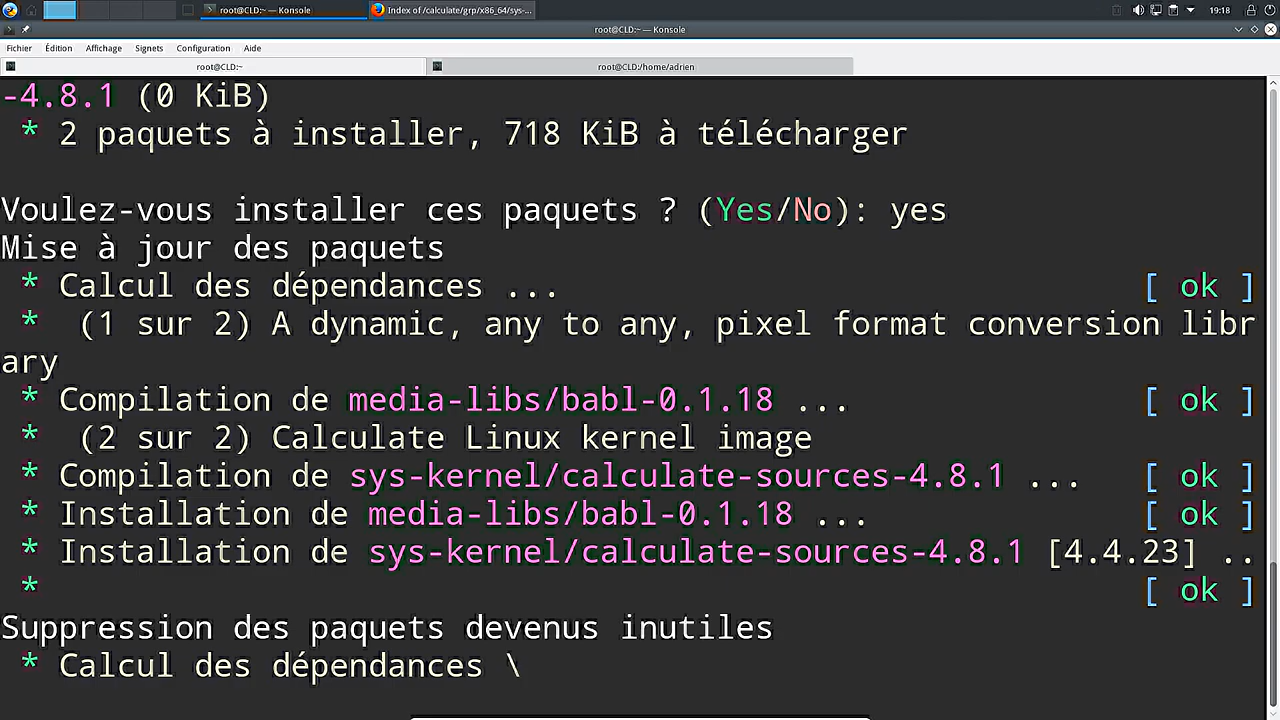 root@CLD:~ — Konsole
Index of /calculate/grp/x86_64/sys-...
19:18
root@CLD:~ — Konsole
Fichier Édition Affichage Signets Configuration Aide
root@CLD:~
root@CLD:/home/adrien
-4.8.1 (0 KiB)
* 2 paquets à installer, 718 KiB à télécharger
Voulez-vous installer ces paquets ? (Yes/No): yes
Mise à jour des paquets
* Calcul des dépendances ... [ ok ]
* (1 sur 2) A dynamic, any to any, pixel format conversion libr
ary
* Compilation de media-libs/babl-0.1.18 ... [ ok ]
* (2 sur 2) Calculate Linux kernel image
* Compilation de sys-kernel/calculate-sources-4.8.1 ... [ ok ]
* Installation de media-libs/babl-0.1.18 ... [ ok ]
* Installation de sys-kernel/calculate-sources-4.8.1 [4.4.23] ..
* [ ok ]
Suppression des paquets devenus inutiles
* Calcul des dépendances \